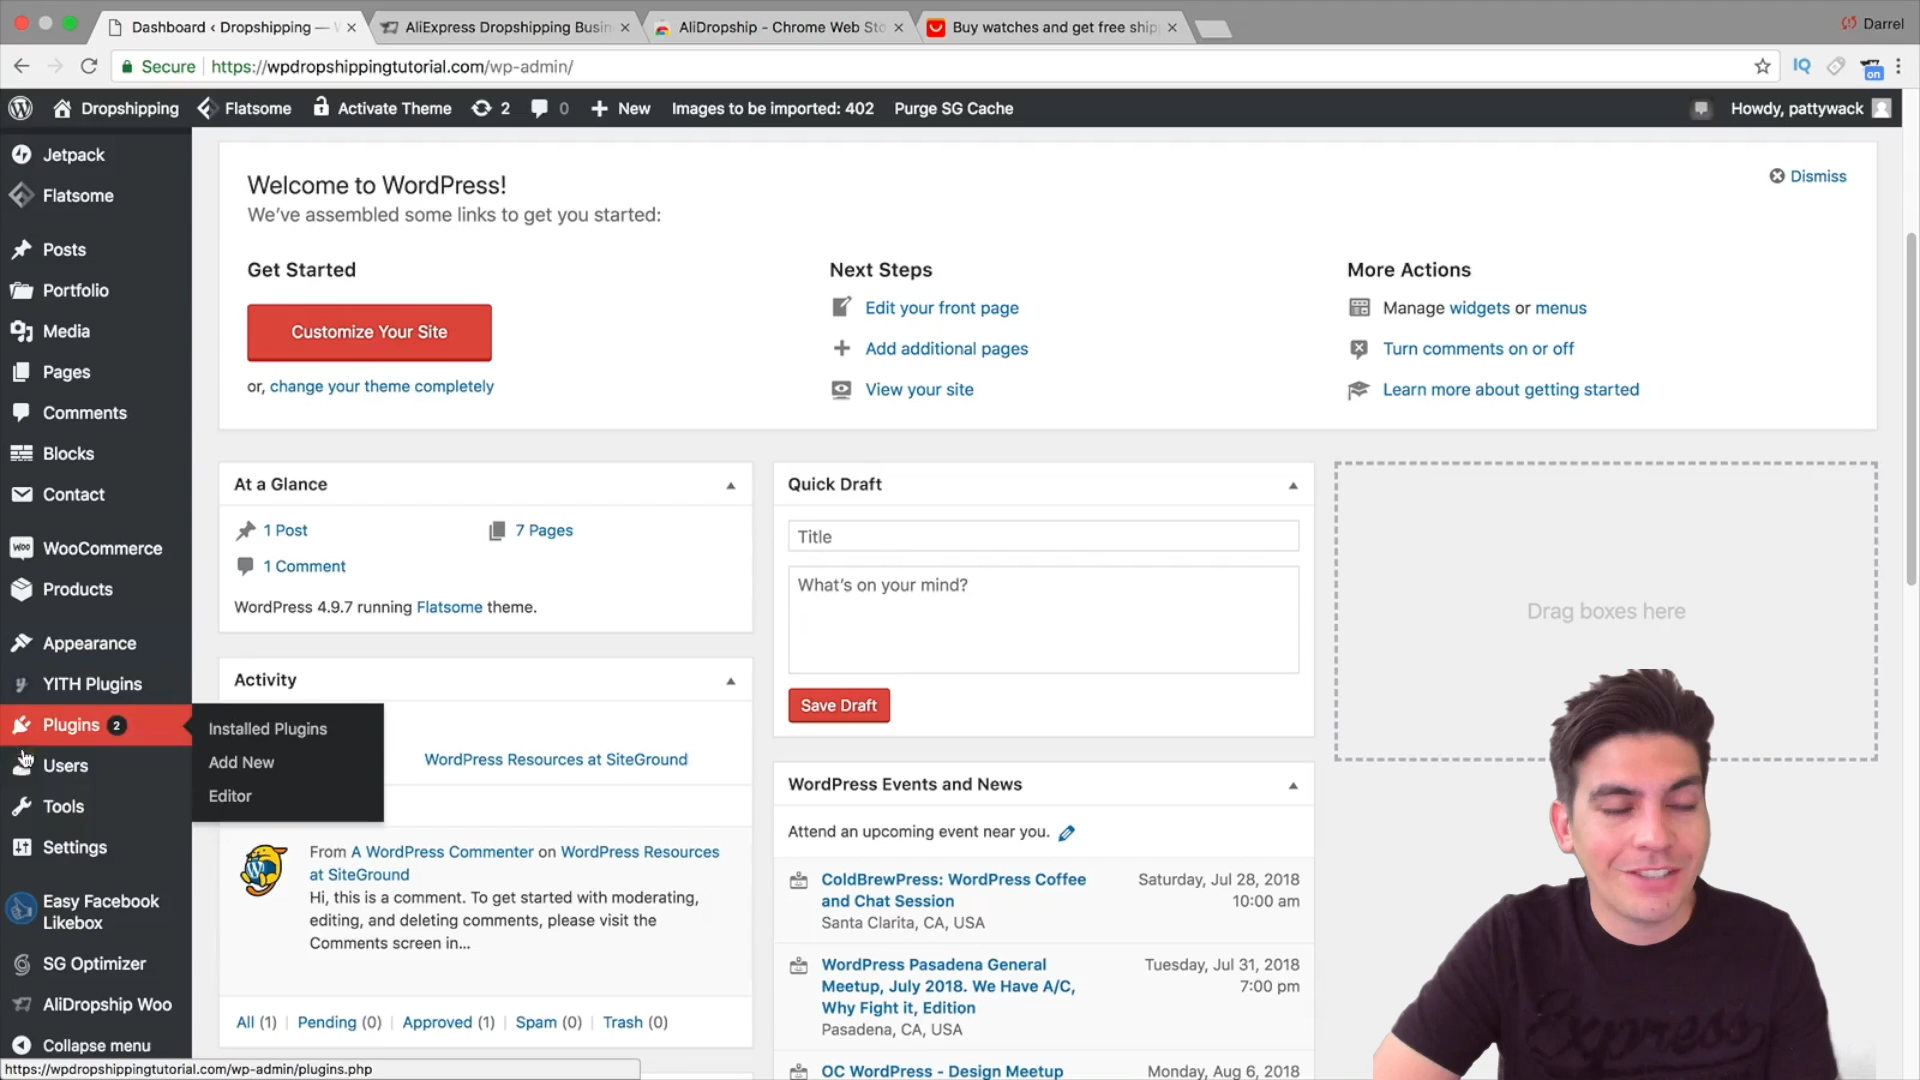 Dashboard ‹ Dropshipping — W
AliExpress Dropshipping Busin
AliDropship - Chrome Web Sto
Buy watches and get free ship
Darrel
Secure
https://wpdropshippingtutorial.com/wp-admin/
IQ
on
Dropshipping
Flatsome
Activate Theme
2
0
New
Images to be imported: 402
Purge SG Cache
Howdy, pattywack
Jetpack
Flatsome
Posts
Portfolio
Media
Pages
Comments
Blocks
Contact
WooCommerce
Products
Appearance
YITH Plugins
Plugins 2
Users
Tools
Settings
Easy Facebook
Likebox
SG Optimizer
AliDropship Woo
Collapse menu
Installed Plugins
Add New
Editor
Welcome to WordPress!
We've assembled some links to get you started:
Dismiss
Get Started
Customize Your Site
or, change your theme completely
Next Steps
Edit your front page
Add additional pages
View your site
More Actions
Manage widgets or menus
Turn comments on or off
Learn more about getting started
At a Glance
1 Post
7 Pages
1 Comment
WordPress 4.9.7 running Flatsome theme.
Activity
WordPress Resources at SiteGround
From A WordPress Commenter on WordPress Resources
at SiteGround
Hi, this is a comment. To get started with moderating,
editing, and deleting comments, please visit the
Comments screen in…
All (1) | Pending (0) | Approved (1) | Spam (0) | Trash (0)
Quick Draft
Title
What's on your mind?
Save Draft
WordPress Events and News
Attend an upcoming event near you.
ColdBrewPress: WordPress Coffee
and Chat Session
Santa Clarita, CA, USA
Saturday, Jul 28, 2018
10:00 am
WordPress Pasadena General
Meetup, July 2018. We Have A/C,
Why Fight it, Edition
Pasadena, CA, USA
Tuesday, Jul 31, 2018
7:00 pm
OC WordPress - Design Meetup
Monday, Aug 6, 2018
Drag boxes here
https://wpdropshippingtutorial.com/wp-admin/plugins.php
Express